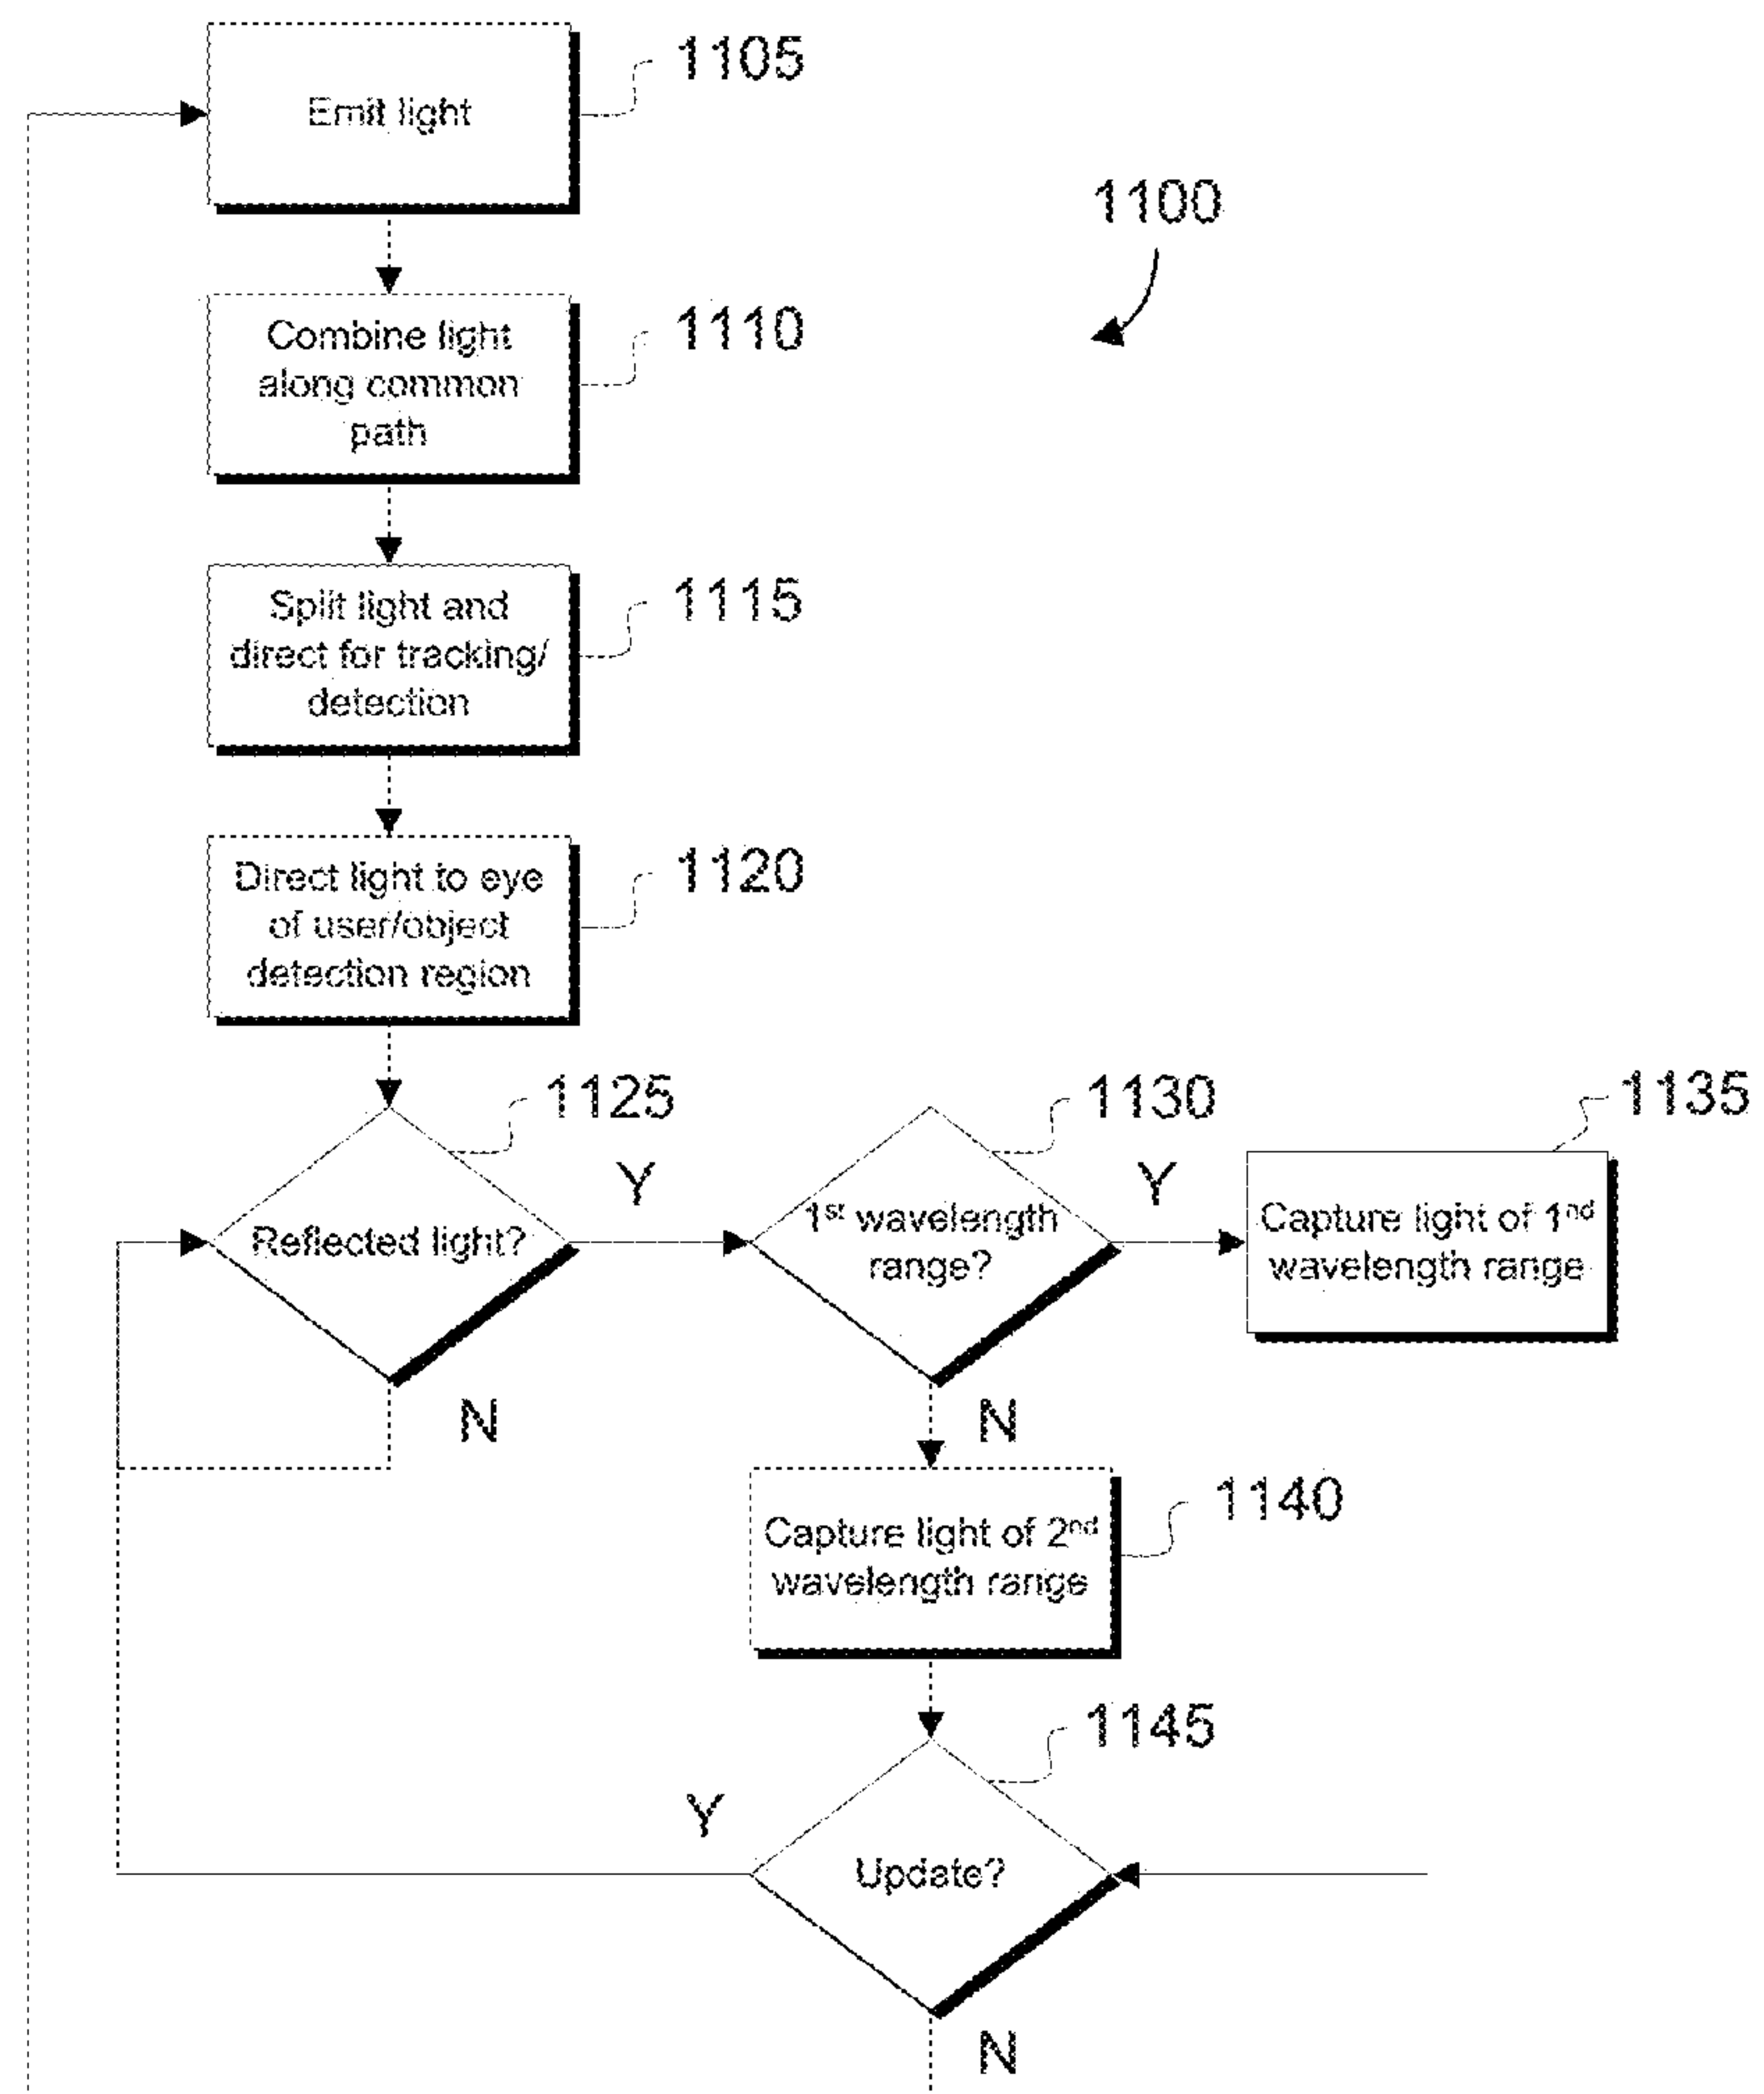 1105
Emit light
1100
1110
Combine light
along common
path
1115
Split light and
direct for tracking/
detection
1120
Direct light to eye
of user/object
detection region
1125
1130
1135
Y
Y
Reflected light?
1st wavelength
range?
Capture light of 1nd
wavelength range
N
N
1140
Capture light of 2nd
wavelength range
1145
Y
Update?
N